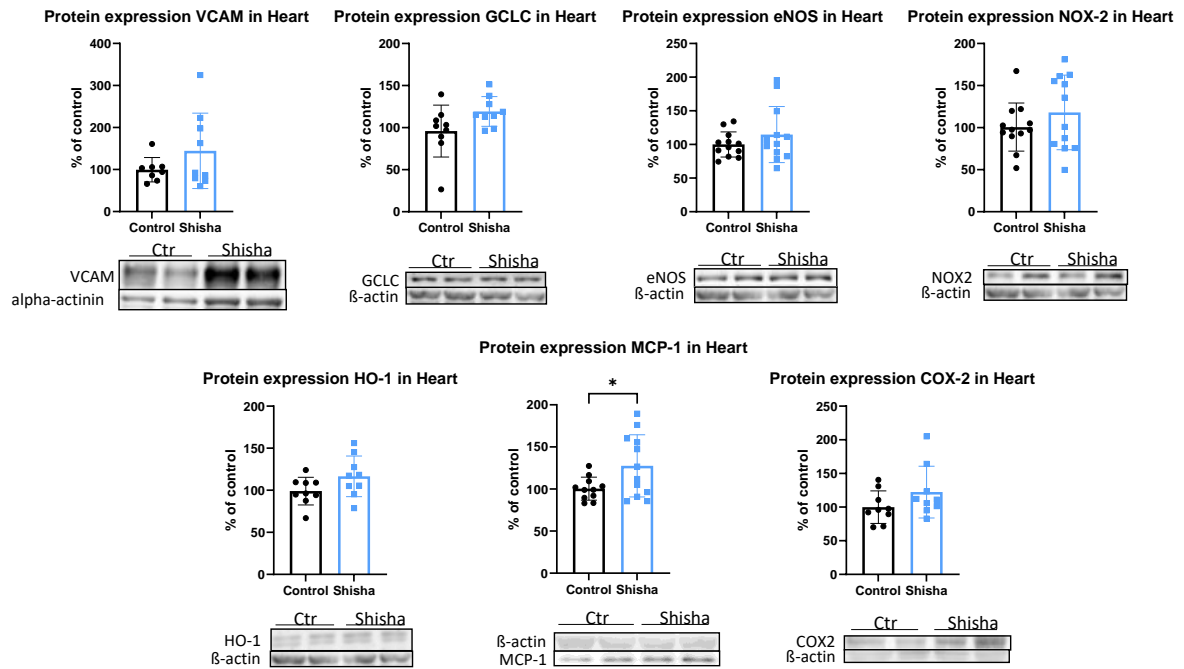 Protein expression VCAM in Heart
400
300
200
100
0
% of control
Control Shisha
Ctr Shisha
VCAM
alpha-actinin
Protein expression GCLC in Heart
200
150
100
50
0
% of control
Control Shisha
Ctr Shisha
GCLC
ß-actin
Protein expression eNOS in Heart
250
200
150
100
50
0
% of control
Control Shisha
Ctr Shisha
eNOS
ß-actin
Protein expression NOX-2 in Heart
200
150
100
50
0
% of control
Control Shisha
Ctr Shisha
NOX2
ß-actin
Protein expression HO-1 in Heart
200
150
100
50
0
% of control
Control Shisha
Ctr Shisha
HO-1
ß-actin
Protein expression MCP-1 in Heart
*
200
150
100
50
0
% of control
Control Shisha
Ctr Shisha
ß-actin
MCP-1
Protein expression COX-2 in Heart
250
200
150
100
50
0
% of control
Control Shisha
Ctr Shisha
COX2
ß-actin